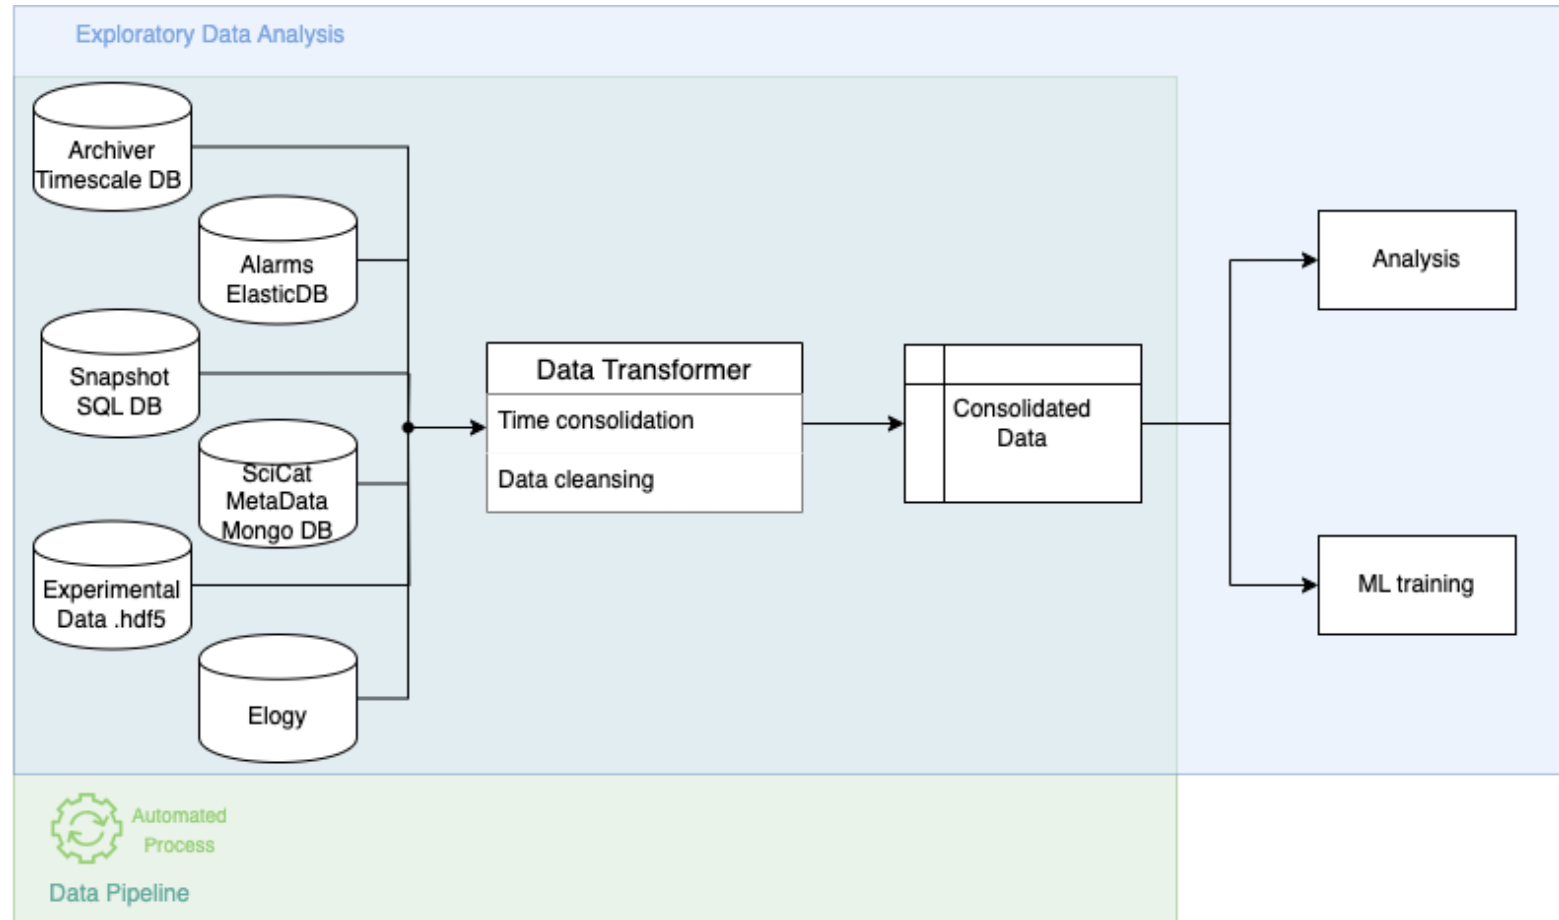 Exploratory Data Analysis
Archiver
Timescale DB
Alarms
ElasticDB
Snapshot
SQL DB
SciCat
MetaData
Mongo DB
Experimental
Data .hdf5
Elogy
Data Transformer
Time consolidation
Data cleansing
Consolidated
Data
Analysis
ML training
Automated
Process
Data Pipeline